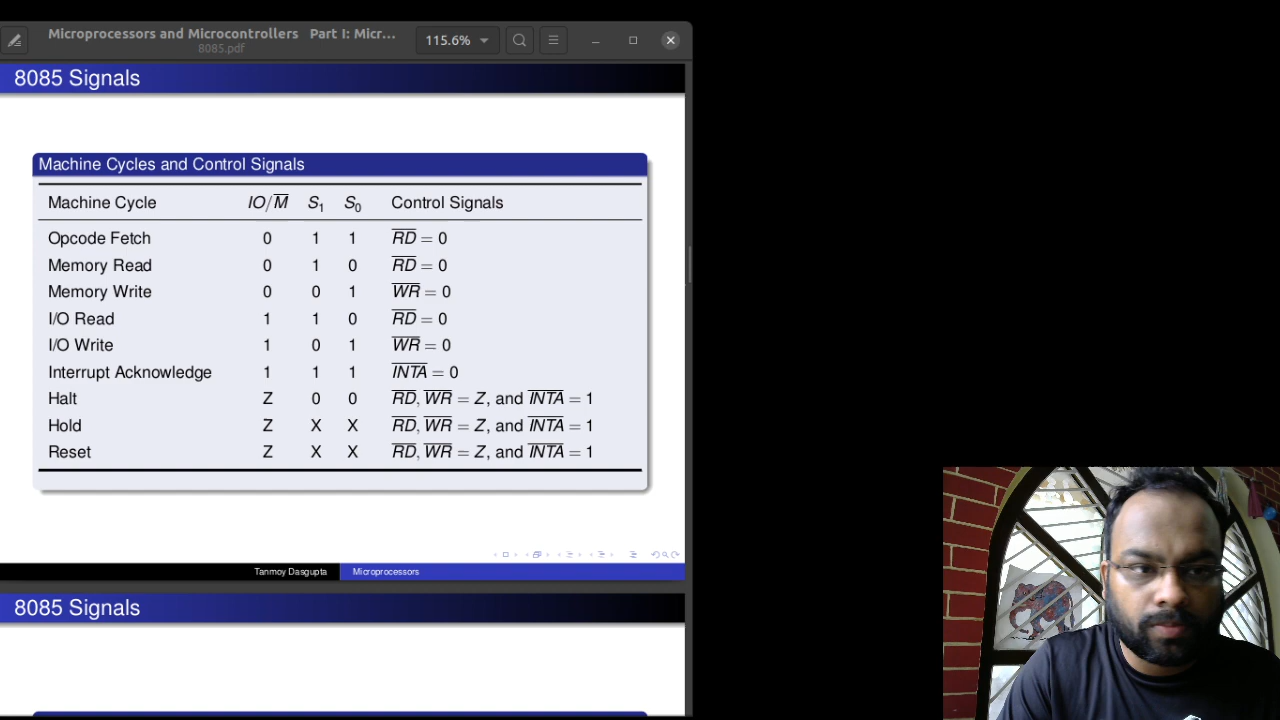 Microprocessors and Microcontrollers Part I: Micr...
8085.pdf
115.6%
8085 Signals
Machine Cycles and Control Signals
Machine Cycle IO/M̅ S₁ S₀ Control Signals
Opcode Fetch 0 1 1 R̅D̅ = 0
Memory Read 0 1 0 R̅D̅ = 0
Memory Write 0 0 1 W̅R̅ = 0
I/O Read 1 1 0 R̅D̅ = 0
I/O Write 1 0 1 W̅R̅ = 0
Interrupt Acknowledge 1 1 1 I̅N̅T̅A̅ = 0
Halt Z 0 0 R̅D̅, W̅R̅ = Z, and I̅N̅T̅A̅ = 1
Hold Z X X R̅D̅, W̅R̅ = Z, and I̅N̅T̅A̅ = 1
Reset Z X X R̅D̅, W̅R̅ = Z, and I̅N̅T̅A̅ = 1
Tanmoy Dasgupta Microprocessors
8085 Signals